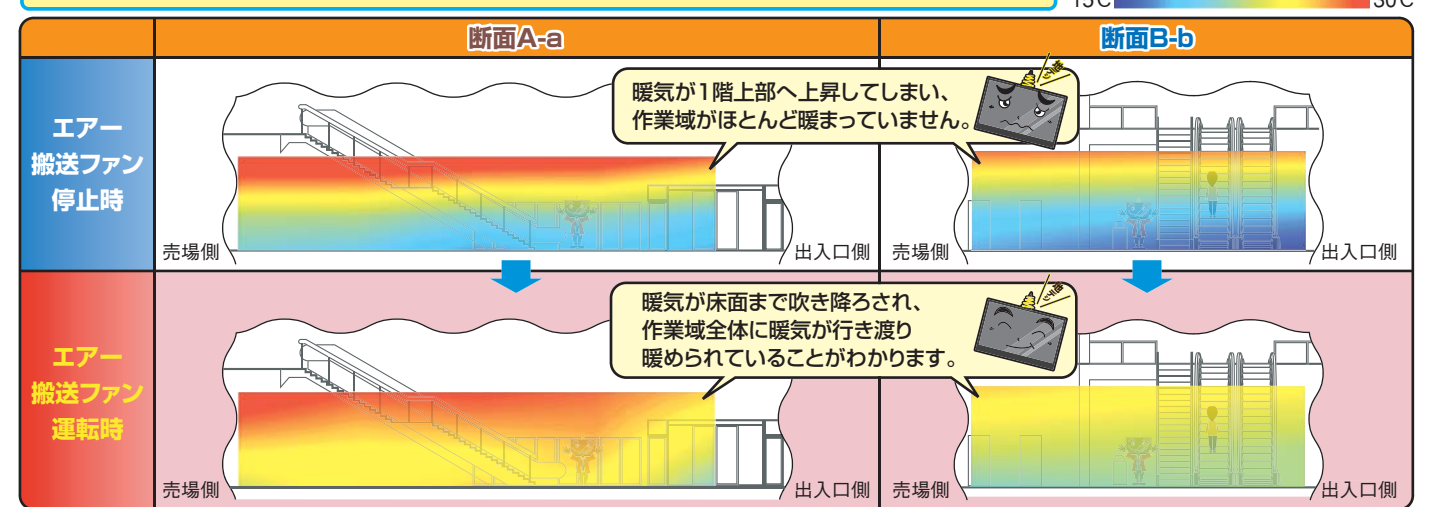 15℃
30℃
断面A-a
断面B-b
エアー
搬送ファン
停止時
暖気が1階上部へ上昇してしまい、
作業域がほとんど暖まっていません。
売場側
出入口側
売場側
出入口側
エアー
搬送ファン
運転時
暖気が床面まで吹き降ろされ、
作業域全体に暖気が行き渡り
暖められていることがわかります。
売場側
出入口側
売場側
出入口側